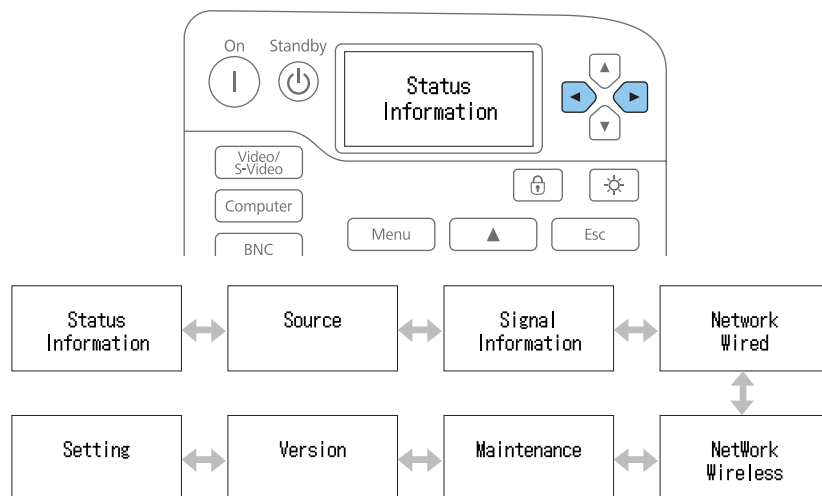 On
Standby
Status
Information
Video/
S-Video
Computer
BNC
Menu
Esc
Status
Information
Source
Signal
Information
Network
Wired
Setting
Version
Maintenance
NetWork
Wireless